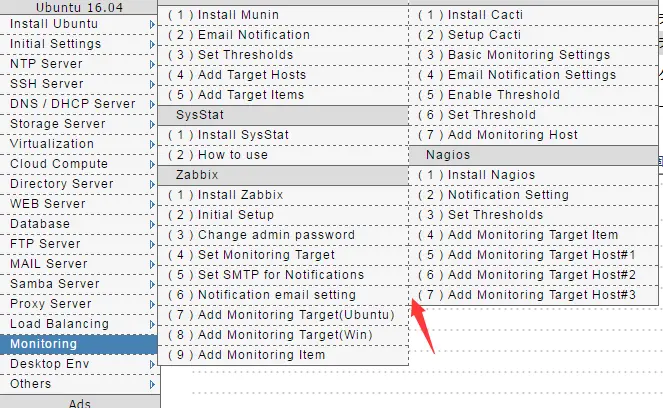 Ubuntu 16.04
Install Ubuntu
Initial Settings
NTP Server
SSH Server
DNS / DHCP Server
Storage Server
Virtualization
Cloud Compute
Directory Server
WEB Server
Database
FTP Server
MAIL Server
Samba Server
Proxy Server
Load Balancing
Monitoring
Desktop Env
Others
Ads
(1) Install Munin
(2) Email Notification
(3) Set Thresholds
(4) Add Target Hosts
(5) Add Target Items
SysStat
(1) Install SysStat
(2) How to use
Zabbix
(1) Install Zabbix
(2) Initial Setup
(3) Change admin password
(4) Set Monitoring Target
(5) Set SMTP for Notifications
(6) Notification email setting
(7) Add Monitoring Target(Ubuntu)
(8) Add Monitoring Target(Win)
(9) Add Monitoring Item
(1) Install Cacti
(2) Setup Cacti
(3) Basic Monitoring Settings
(4) Email Notification Settings
(5) Enable Threshold
(6) Set Threshold
(7) Add Monitoring Host
Nagios
(1) Install Nagios
(2) Notification Setting
(3) Set Thresholds
(4) Add Monitoring Target Item
(5) Add Monitoring Target Host#1
(6) Add Monitoring Target Host#2
(7) Add Monitoring Target Host#3